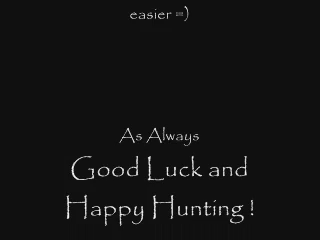 easier =)
As Always
Good Luck and
Happy Hunting !